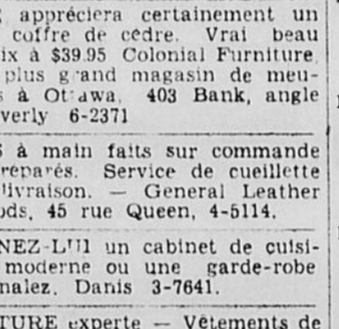 appréciera certainement un
coffre de cèdre. Vrai beau
ix à $39.95 Colonial Furniture.
plus grand magasin de meu-
s à Ottawa. 403 Bank, angle
verly 6-2371
S à main faits sur commande
reparés. Service de cueillette
livraison. — General Leather
ods, 45 rue Queen, 4-5114.
NEZ-LUI un cabinet de cuisi-
moderne ou une garde-robe
nalez. Danis 3-7641.
TURE experte — Vêtements de